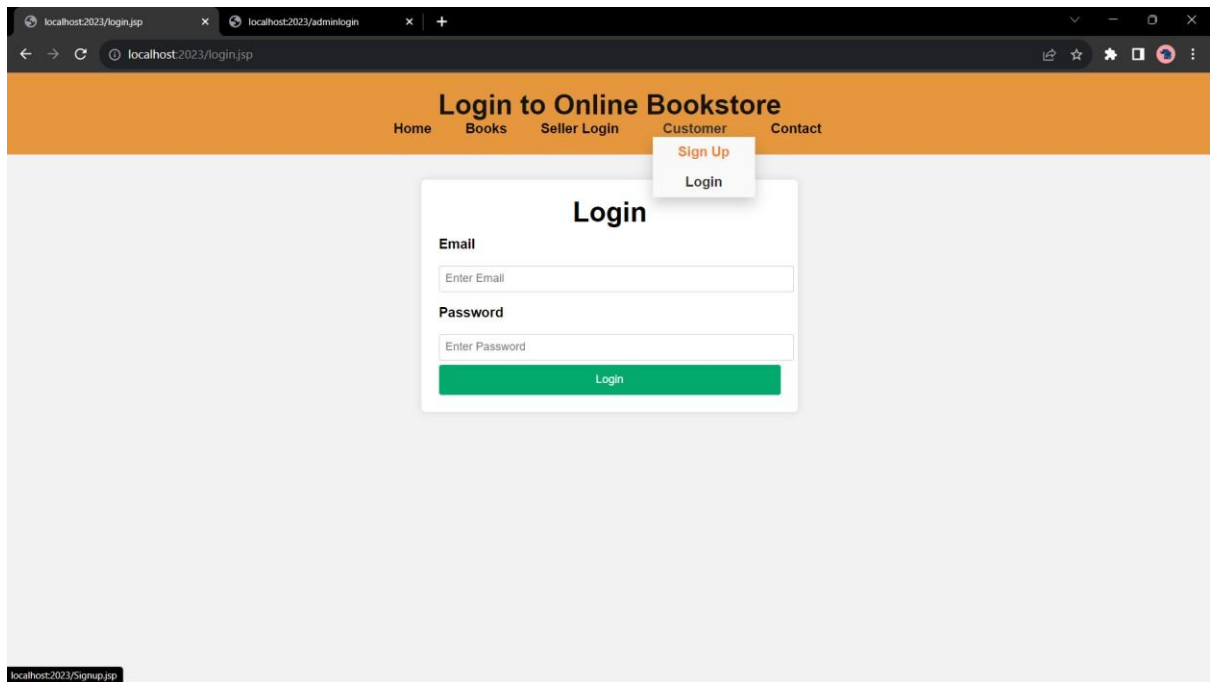 localhost:2023/login.jsp
localhost:2023/adminlogin
localhost:2023/login.jsp
Login to Online Bookstore
Home Books Seller Login Customer Contact
Sign Up
Login
Login
Email
Enter Email
Password
Enter Password
Login
localhost:2023/Signup.jsp